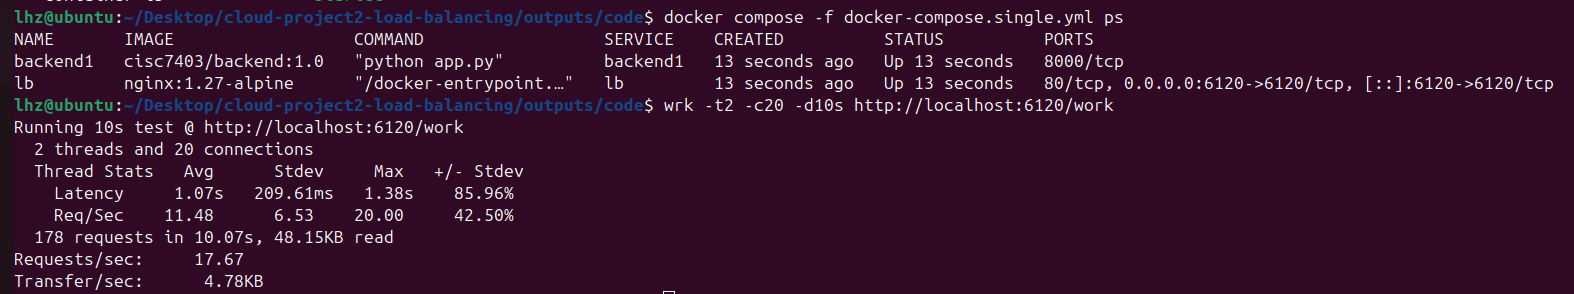 lhz@ubuntu:~/Desktop/cloud-project2-load-balancing/outputs/code$ docker compose -f docker-compose.single.yml ps
NAME       IMAGE                  COMMAND                  SERVICE    CREATED          STATUS          PORTS
backend1   cisc7403/backend:1.0   "python app.py"          backend1   13 seconds ago   Up 13 seconds   8000/tcp
lb         nginx:1.27-alpine      "/docker-entrypoint.…"   lb         13 seconds ago   Up 13 seconds   80/tcp, 0.0.0.0:6120->6120/tcp, [::]:6120->6120/tcp
lhz@ubuntu:~/Desktop/cloud-project2-load-balancing/outputs/code$ wrk -t2 -c20 -d10s http://localhost:6120/work
Running 10s test @ http://localhost:6120/work
  2 threads and 20 connections
  Thread Stats   Avg      Stdev     Max   +/- Stdev
    Latency     1.07s   209.61ms   1.38s    85.96%
    Req/Sec    11.48      6.53    20.00     42.50%
  178 requests in 10.07s, 48.15KB read
Requests/sec:     17.67
Transfer/sec:      4.78KB